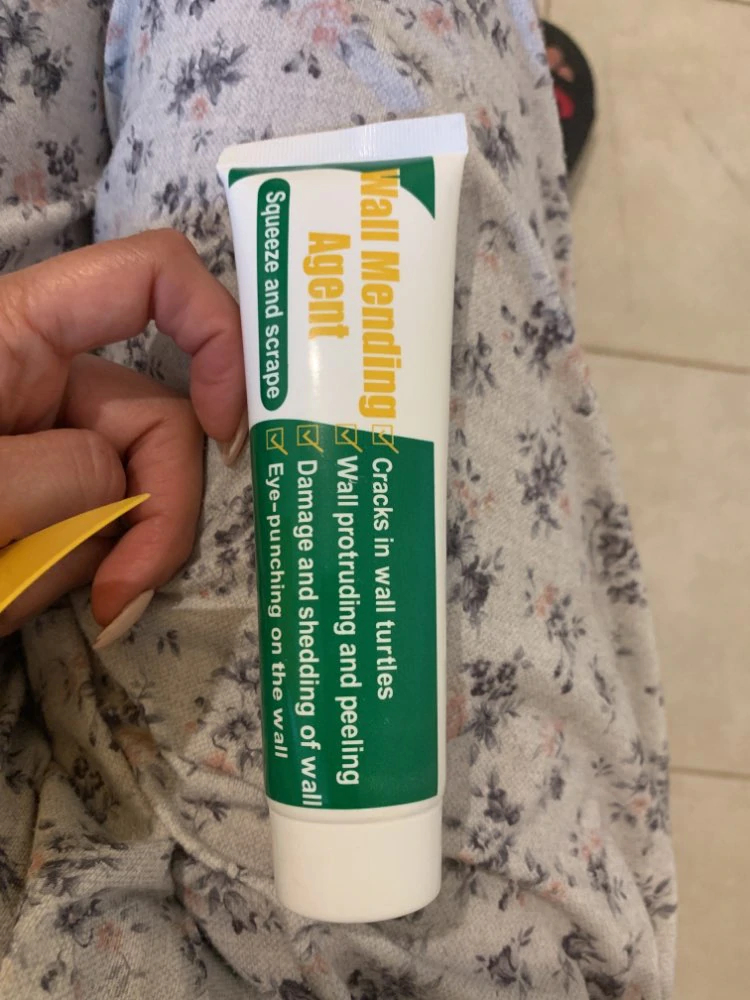 Wall Mending
Agent
Squeeze and scrape
Cracks in wall turtles
Wall protruding and peeling
Damage and shedding of wall
Eye-punching on the wall